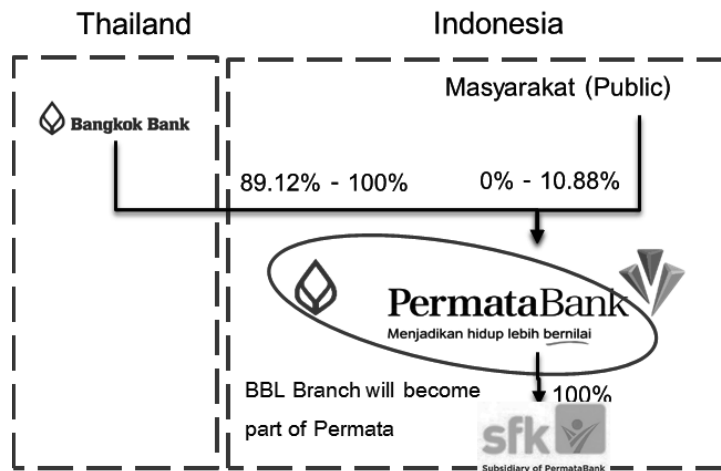 Thailand
Indonesia
Masyarakat (Public)
Bangkok Bank
89.12% - 100%
0% - 10.88%
PermataBank
Menjadikan hidup lebih bernilai
BBL Branch will become
part of Permata
100%
sfk
Subsidiary of PermataBank